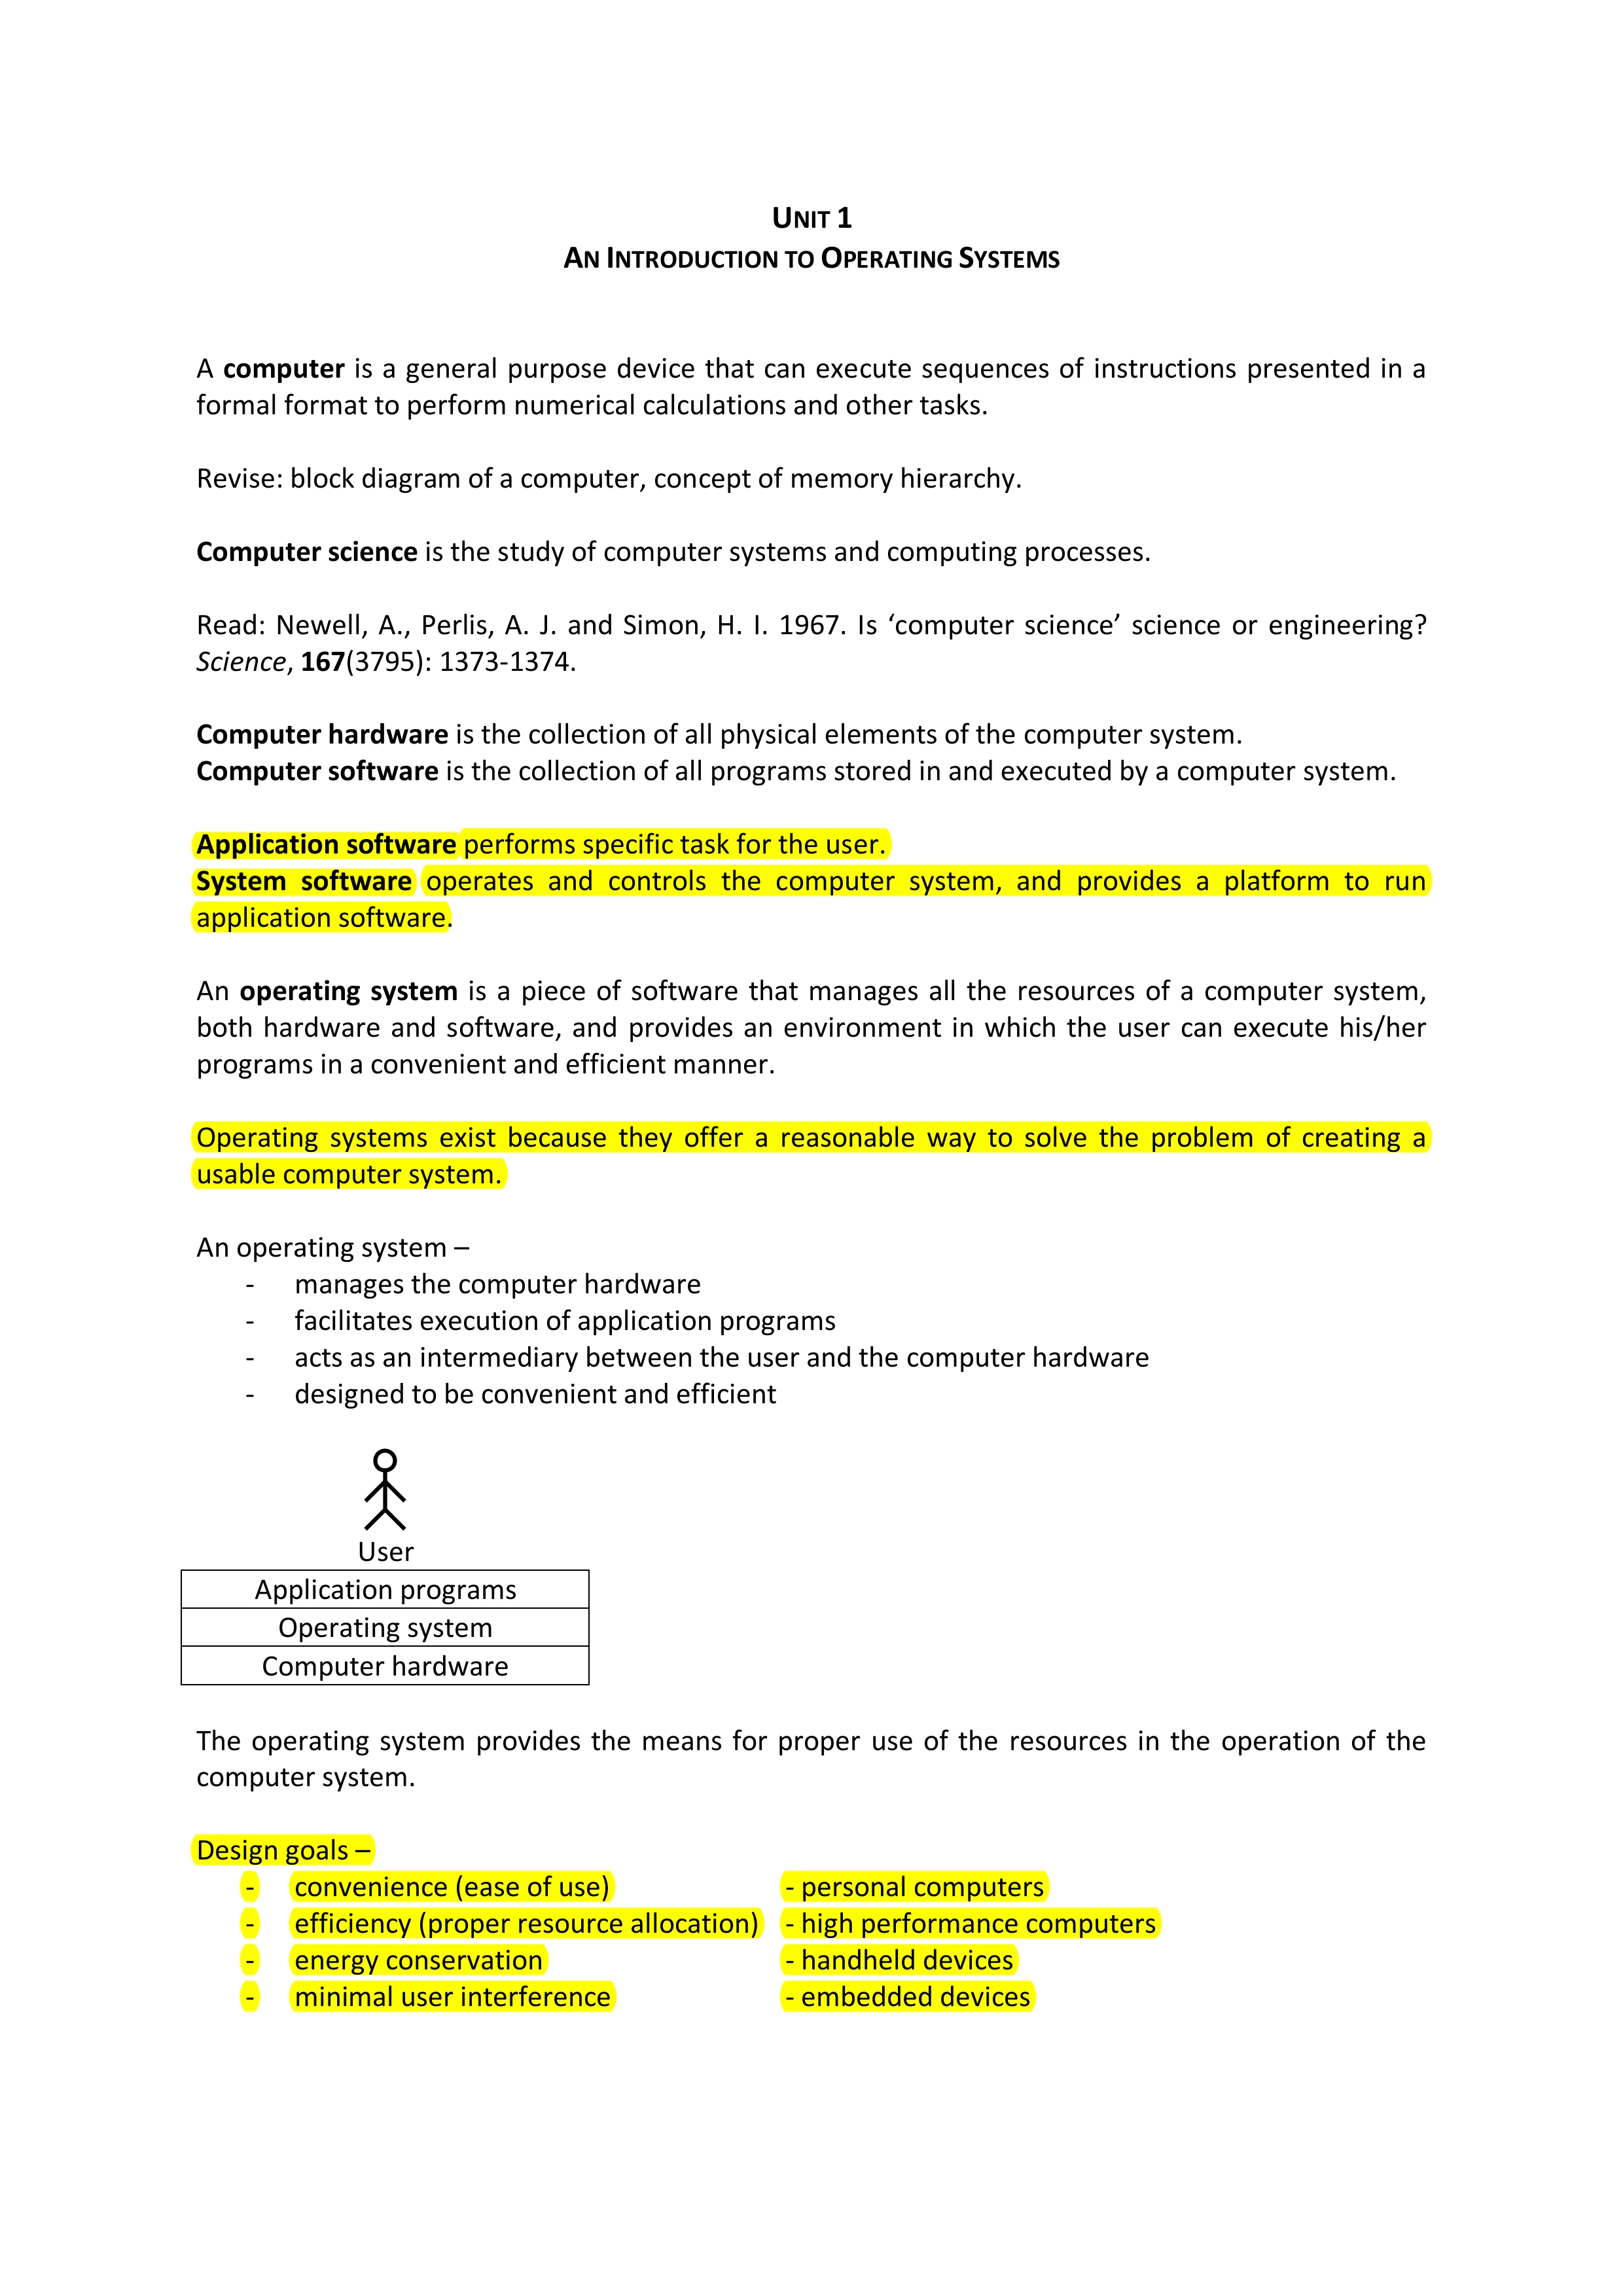 UNIT 1
AN INTRODUCTION TO OPERATING SYSTEMS
A computer is a general purpose device that can execute sequences of instructions presented in a
formal format to perform numerical calculations and other tasks.
Revise: block diagram of a computer, concept of memory hierarchy.
Computer science is the study of computer systems and computing processes.
Read: Newell, A., Perlis, A. J. and Simon, H. I. 1967. Is ‘computer science’ science or engineering?
Science, 167(3795): 1373-1374.
Computer hardware is the collection of all physical elements of the computer system.
Computer software is the collection of all programs stored in and executed by a computer system.
Application software performs specific task for the user.
System software operates and controls the computer system, and provides a platform to run
application software.
An operating system is a piece of software that manages all the resources of a computer system,
both hardware and software, and provides an environment in which the user can execute his/her
programs in a convenient and efficient manner.
Operating systems exist because they offer a reasonable way to solve the problem of creating a
usable computer system.
An operating system –
- manages the computer hardware
- facilitates execution of application programs
- acts as an intermediary between the user and the computer hardware
- designed to be convenient and efficient
User
Application programs
Operating system
Computer hardware
The operating system provides the means for proper use of the resources in the operation of the
computer system.
Design goals –
- convenience (ease of use) - personal computers
- efficiency (proper resource allocation) - high performance computers
- energy conservation - handheld devices
- minimal user interference - embedded devices